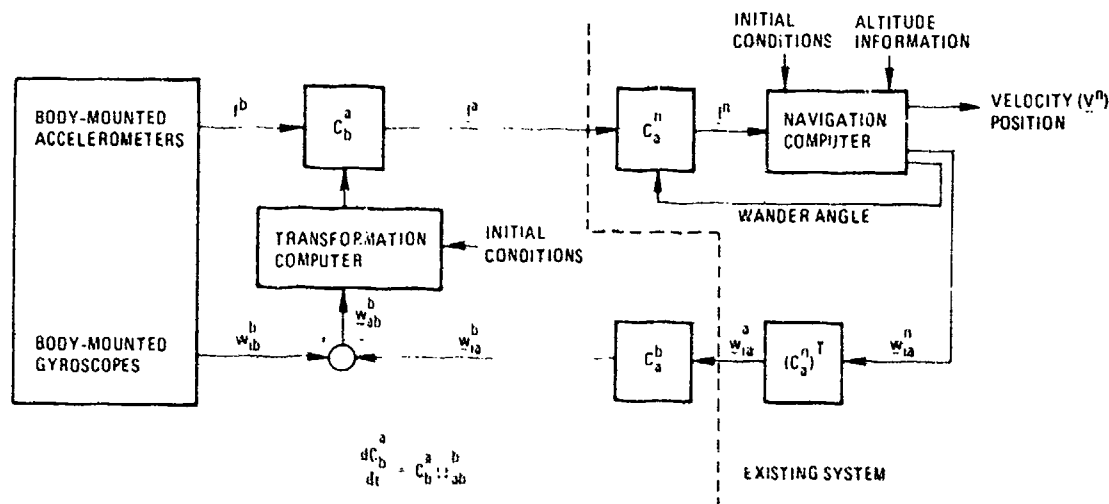 INITIAL CONDITIONS
ALTITUDE INFORMATION
BODY-MOUNTED ACCELEROMETERS
f^b
C_b^a
f^a
C_a^n
f^n
NAVIGATION COMPUTER
VELOCITY (V^n)
POSITION
WANDER ANGLE
TRANSFORMATION COMPUTER
INITIAL CONDITIONS
w_ab^b
BODY-MOUNTED GYROSCOPES
w_ib^b
w_ia^b
C_a^b
w_ia^a
(C_a^n)^T
w_ia^n
dC_b^a/dt = C_b^a
EXISTING SYSTEM